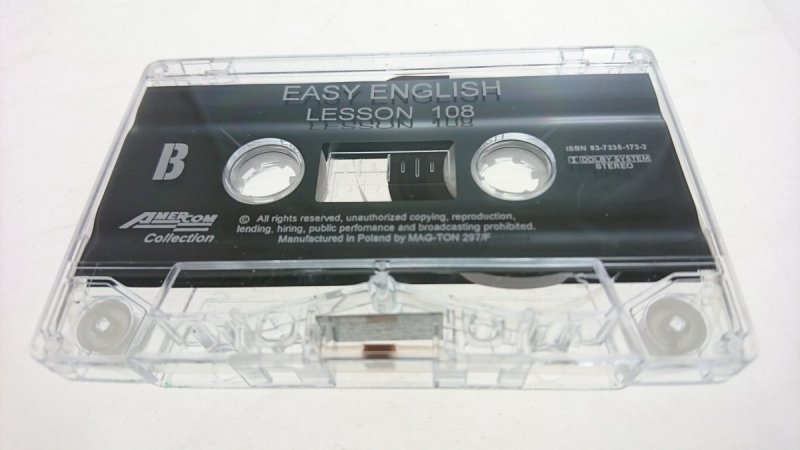 EASY ENGLISH
LESSON 108
B
ISBN 83-7235-173-2
DOLBY SYSTEM
STEREO
AMERCOM
Collection
© All rights reserved, unauthorized copying, reproduction,
lending, hiring, public perfomance and broadcasting prohibited.
Manufactured in Poland by MAG-TON 297/F